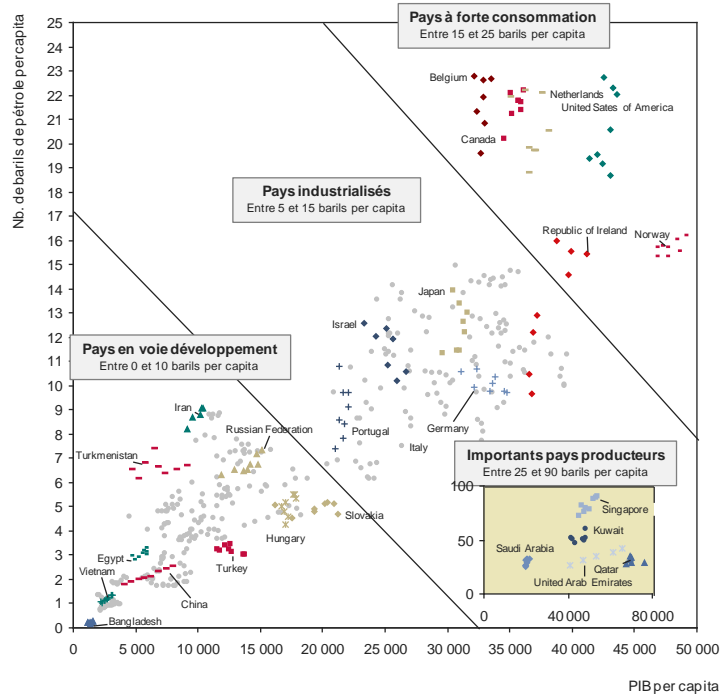 Pays à forte consommation
Entre 15 et 25 barils per capita
Nb. de barils de pétrole per capita
25
24
23
22
21
20
19
18
17
16
15
14
13
12
11
10
9
8
7
6
5
4
3
2
1
0
Belgium
Netherlands
United Sates of America
Canada
Pays industrialisés
Entre 5 et 15 barils per capita
Republic of Ireland
Norway
Japan
Israel
Pays en voie développement
Entre 0 et 10 barils per capita
Iran
Russian Federation
Portugal
Germany
Italy
Turkmenistan
Importants pays producteurs
Entre 25 et 90 barils per capita
100
50
0
Singapore
Kuwait
Saudi Arabia
Qatar
United Arab Emirates
0
40 000
80 000
Slovakia
Hungary
Egypt
Turkey
Vietnam
China
Bangladesh
0
5 000
10 000
15 000
20 000
25 000
30 000
35 000
40 000
45 000
50 000
PIB per capita